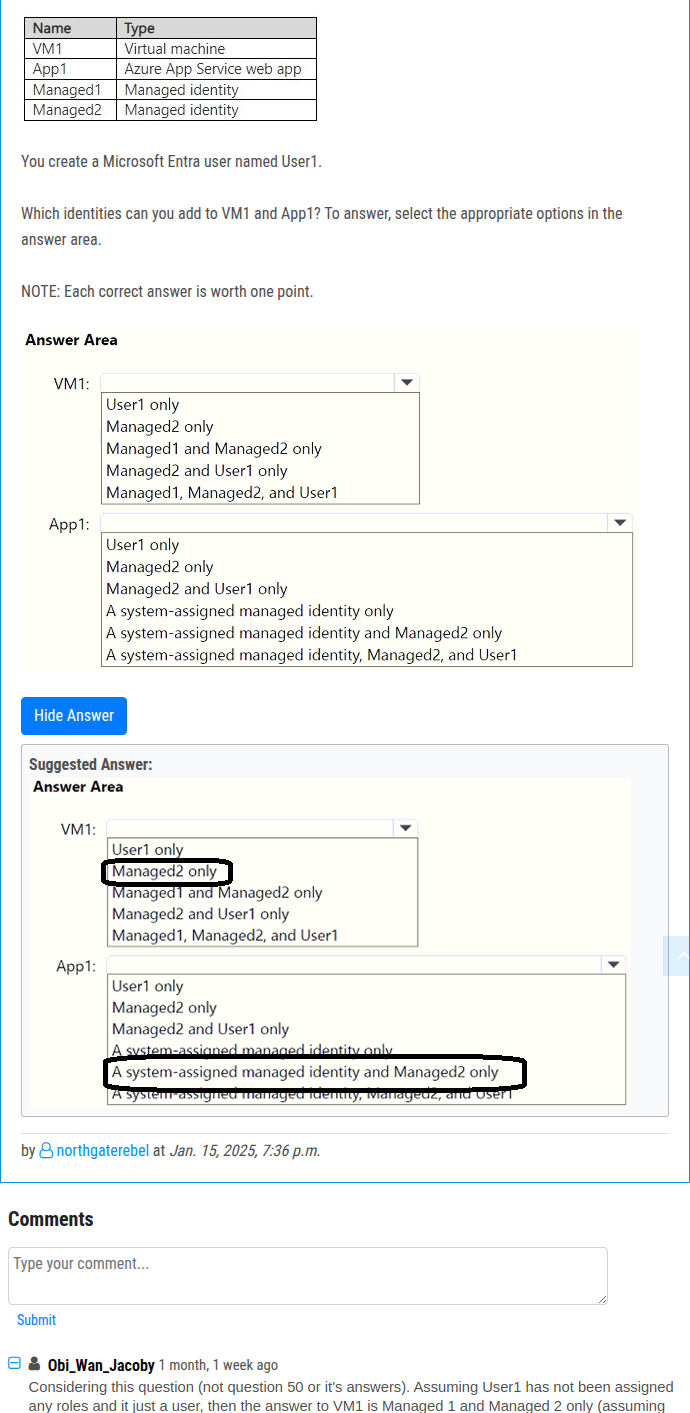 Name Type
VM1 Virtual machine
App1 Azure App Service web app
Managed1 Managed identity
Managed2 Managed identity
You create a Microsoft Entra user named User1.
Which identities can you add to VM1 and App1? To answer, select the appropriate options in the
answer area.
NOTE: Each correct answer is worth one point.
Answer Area
VM1:
User1 only
Managed2 only
Managed1 and Managed2 only
Managed2 and User1 only
Managed1, Managed2, and User1
App1:
User1 only
Managed2 only
Managed2 and User1 only
A system-assigned managed identity only
A system-assigned managed identity and Managed2 only
A system-assigned managed identity, Managed2, and User1
Hide Answer
Suggested Answer:
Answer Area
VM1:
User1 only
Managed2 only
Managed1 and Managed2 only
Managed2 and User1 only
Managed1, Managed2, and User1
App1:
User1 only
Managed2 only
Managed2 and User1 only
A system-assigned managed identity only
A system-assigned managed identity and Managed2 only
A system-assigned managed identity, Managed2, and User1
by northgaterebel at Jan. 15, 2025, 7:36 p.m.
Comments
Type your comment...
Submit
Obi_Wan_Jacoby 1 month, 1 week ago
Considering this question (not question 50 or it's answers). Assuming User1 has not been assigned
any roles and it just a user, then the answer to VM1 is Managed 1 and Managed 2 only (assuming